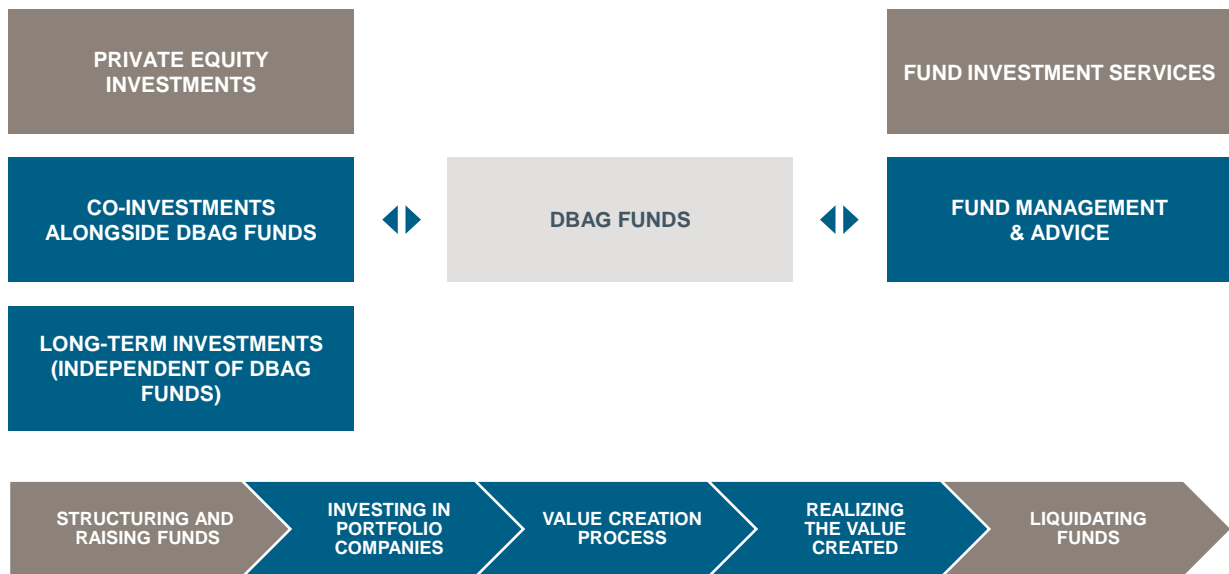 PRIVATE EQUITY
INVESTMENTS
FUND INVESTMENT SERVICES
CO-INVESTMENTS
ALONGSIDE DBAG FUNDS
DBAG FUNDS
FUND MANAGEMENT
& ADVICE
LONG-TERM INVESTMENTS
(INDEPENDENT OF DBAG
FUNDS)
STRUCTURING AND
RAISING FUNDS
INVESTING IN
PORTFOLIO
COMPANIES
VALUE CREATION
PROCESS
REALIZING
THE VALUE
CREATED
LIQUIDATING
FUNDS